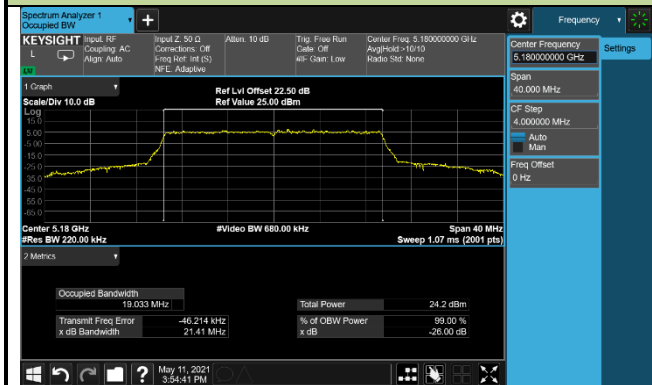 Spectrum Analyzer 1
Occupied BW
+
Frequency
KEYSIGHT Input: RF
Coupling: AC
Align: Auto
L
LM
Input Z: 50 Ω
Corrections: Off
Freq Ref: Int (S)
NFE: Adaptive
Atten: 10 dB
Trig: Free Run
Gate: Off
#IF Gain: Low
Center Freq: 5.180000000 GHz
Avg|Hold:>10/10
Radio Std: None
Center Frequency
5.180000000 GHz
Settings
Span
40.000 MHz
CF Step
4.000000 MHz
Auto
Man
Freq Offset
0 Hz
1 Graph
Scale/Div 10.0 dB
Ref Lvl Offset 22.50 dB
Ref Value 25.00 dBm
Log
15.0
5.00
-5.00
-15.0
-25.0
-35.0
-45.0
-55.0
-65.0
Center 5.18 GHz
#Video BW 680.00 kHz
Span 40 MHz
#Res BW 220.00 kHz
Sweep 1.07 ms (2001 pts)
2 Metrics
Occupied Bandwidth
19.033 MHz
Total Power 24.2 dBm
Transmit Freq Error -46.214 kHz
% of OBW Power 99.00 %
x dB Bandwidth 21.41 MHz
x dB -26.00 dB
?
May 11, 2021
3:54:41 PM